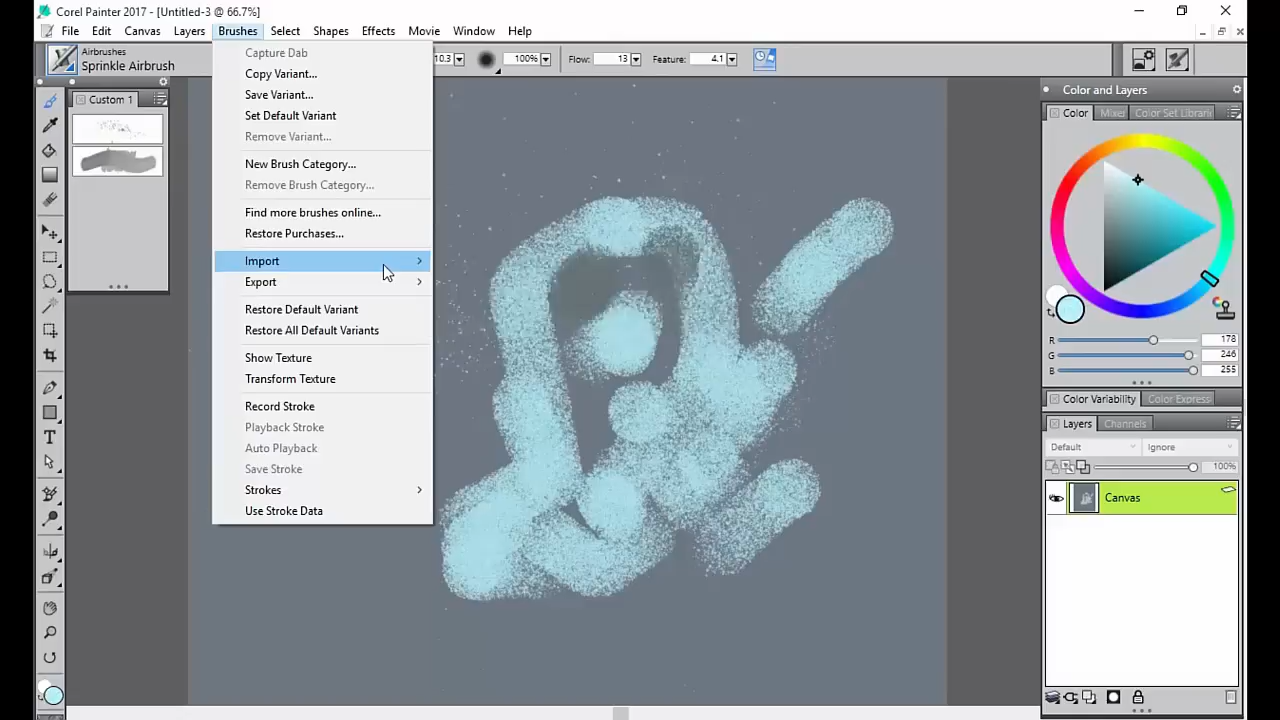 Corel Painter 2017 - [Untitled-3 @ 66.7%]
File Edit Canvas Layers Brushes Select Shapes Effects Movie Window Help
Airbrushes
Sprinkle Airbrush
10.3 100% Flow: 13 Feature: 4.1
Custom 1
Capture Dab
Copy Variant...
Save Variant...
Set Default Variant
Remove Variant...
New Brush Category...
Remove Brush Category...
Find more brushes online...
Restore Purchases...
Import
Export
Restore Default Variant
Restore All Default Variants
Show Texture
Transform Texture
Record Stroke
Playback Stroke
Auto Playback
Save Stroke
Strokes
Use Stroke Data
Color and Layers
Color Mixer Color Set Librari
R 178
G 246
B 255
Color Variability Color Express
Layers Channels
Default Ignore
100%
Canvas